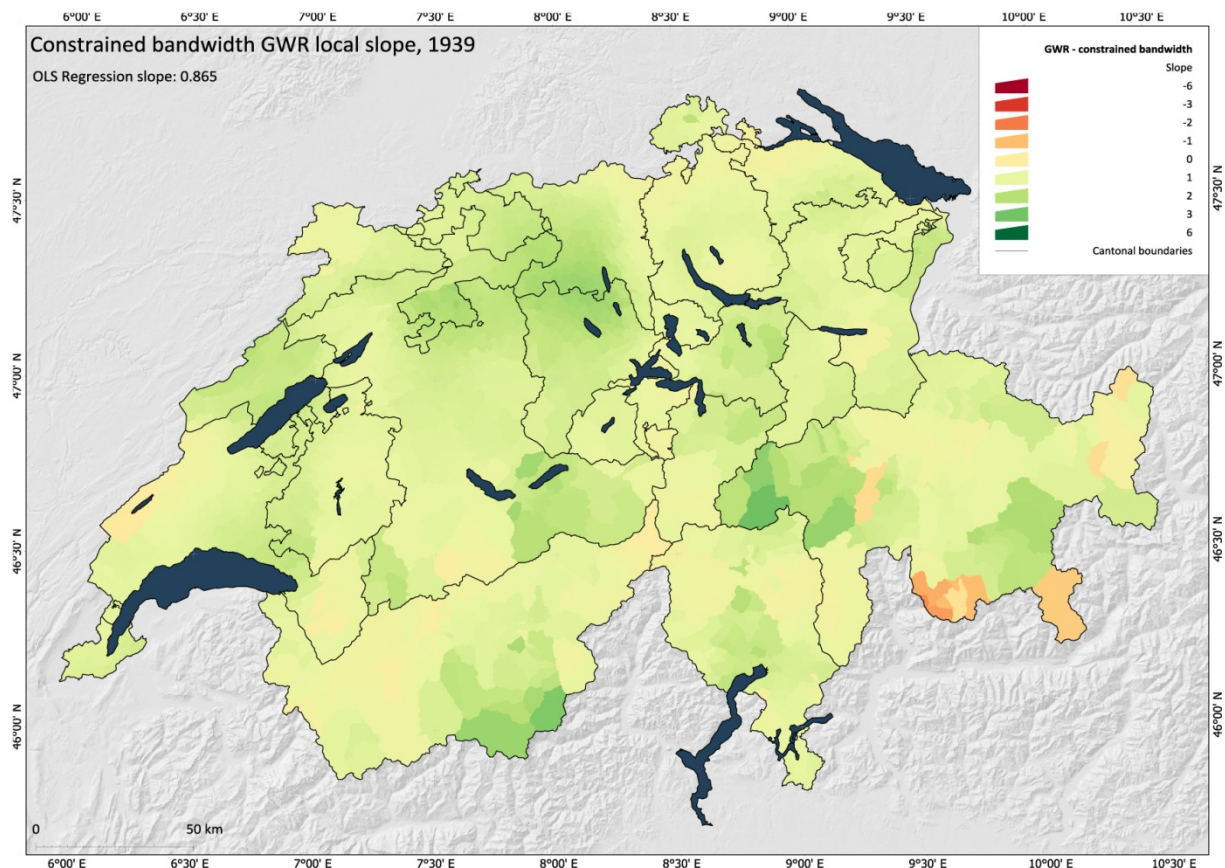 6°00' E 6°30' E 7°00' E 7°30' E 8°00' E 8°30' E 9°00' E 9°30' E 10°00' E 10°30' E
Constrained bandwidth GWR local slope, 1939
OLS Regression slope: 0.865
GWR - constrained bandwidth
Slope
-6
-3
-2
-1
0
1
2
3
6
Cantonal boundaries
47°30' N 47°30' N
47°00' N 47°00' N
46°30' N 46°30' N
46°00' N 46°00' N
0 50 km
6°00' E 6°30' E 7°00' E 7°30' E 8°00' E 8°30' E 9°00' E 9°30' E 10°00' E 10°30' E